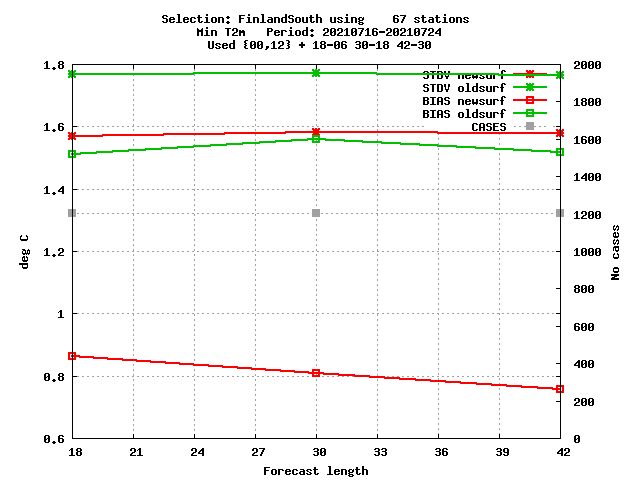 Selection: FinlandSouth using 67 stations
Min T2m Period: 20210716-20210724
Used {00,12} + 18-06 30-18 42-30
1.8
1.6
1.4
1.2
1
0.8
0.6
deg C
2000
1800
1600
1400
1200
1000
800
600
400
200
0
No cases
STDV newsurf
STDV oldsurf
BIAS newsurf
BIAS oldsurf
CASES
18 21 24 27 30 33 36 39 42
Forecast length